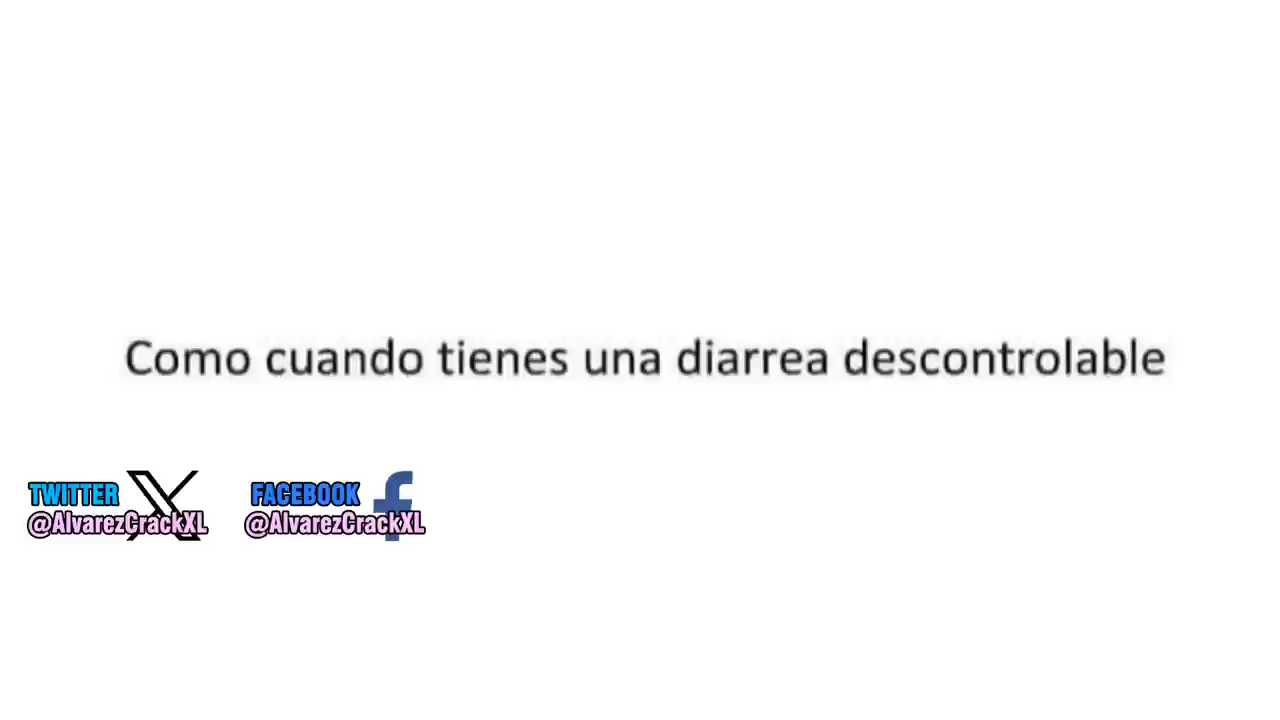 Como cuando tienes una diarrea descontrolable
TWITTER FACEBOOK
@AlvarezCrackXL @AlvarezCrackXL